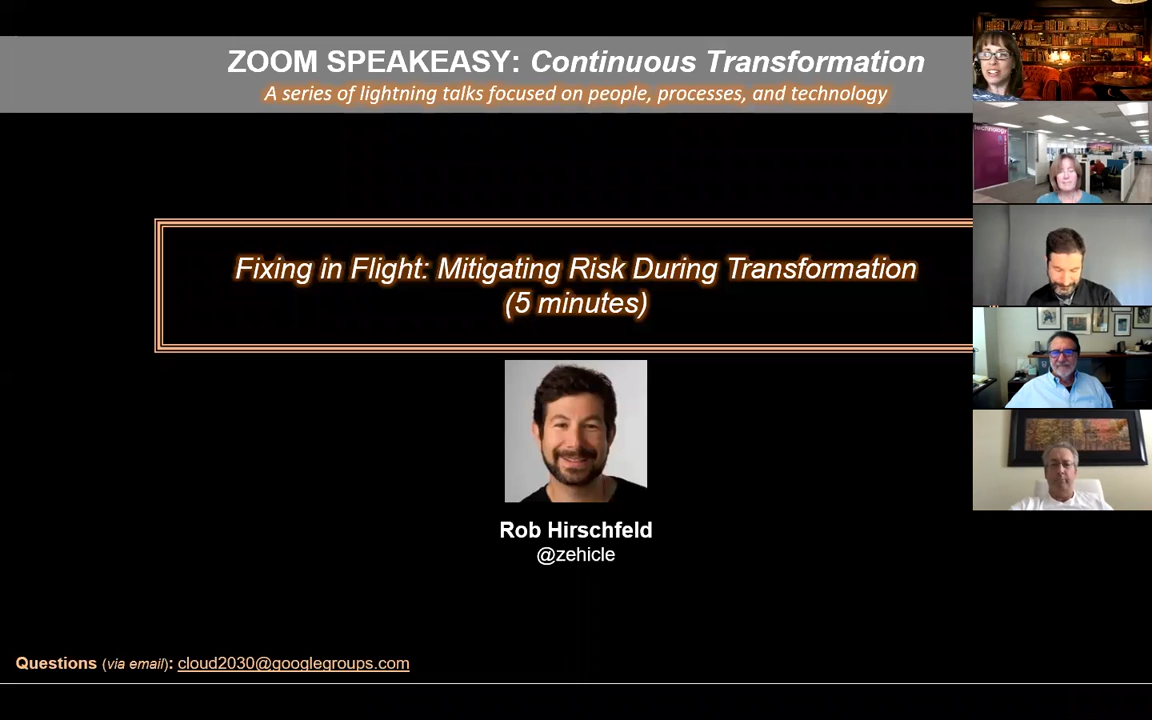 ZOOM SPEAKEASY: Continuous Transformation
A series of lightning talks focused on people, processes, and technology
technology
Fixing in Flight: Mitigating Risk During Transformation
(5 minutes)
Rob Hirschfeld
@zehicle
Questions (via email): cloud2030@googlegroups.com